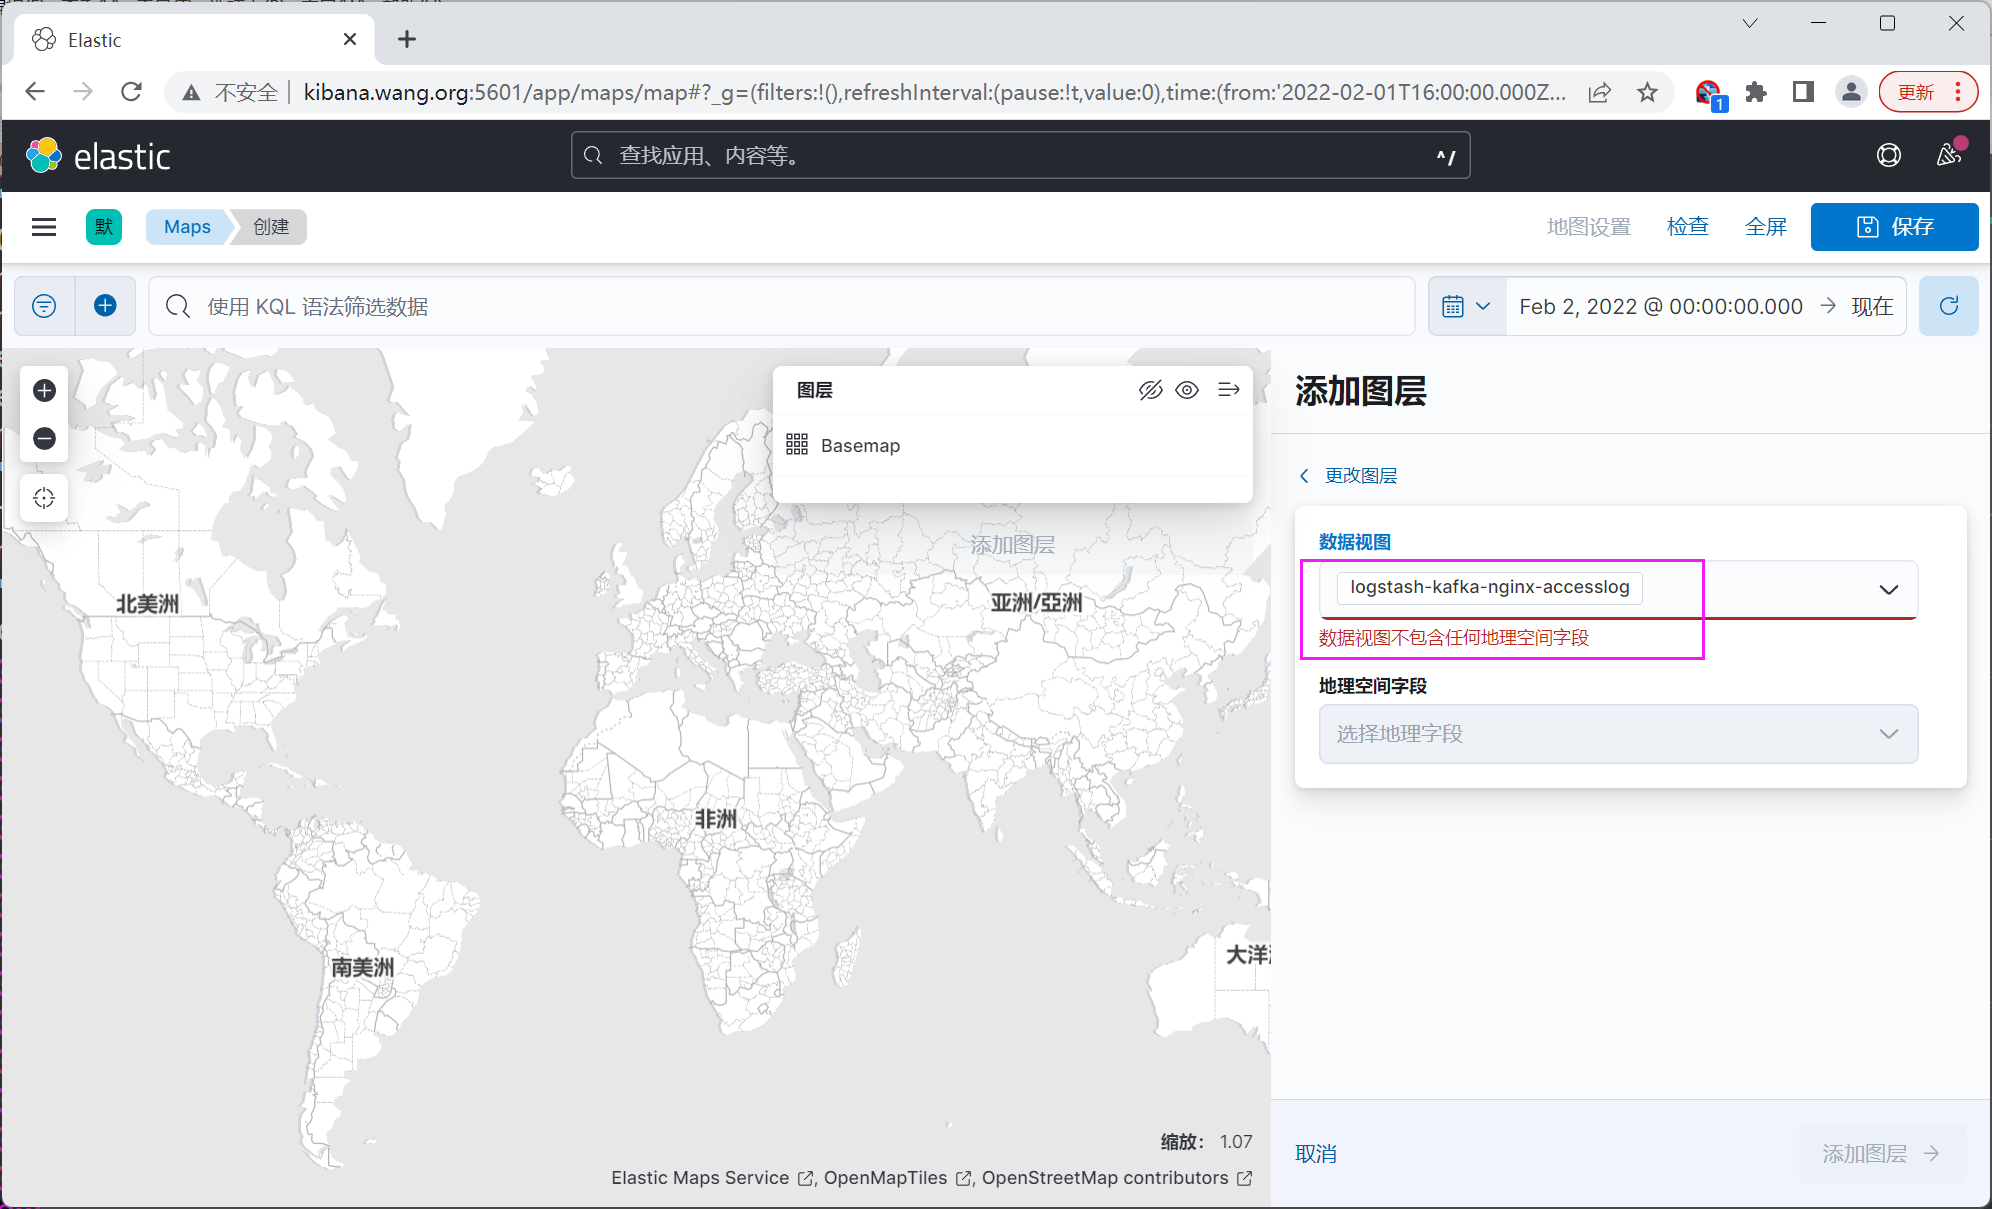 Elastic
不安全
kibana.wang.org:5601/app/maps/map#?_g=(filters:!(),refreshInterval:(pause:!t,value:0),time:(from:'2022-02-01T16:00:00.000Z...
1
更新
elastic
查找应用、内容等。
^/
默
Maps
创建
地图设置
检查
全屏
保存
使用 KQL 语法筛选数据
Feb 2, 2022 @ 00:00:00.000
现在
图层
Basemap
添加图层
北美洲
亚洲/亞洲
非洲
南美洲
大洋
缩放： 1.07
Elastic Maps Service , OpenMapTiles , OpenStreetMap contributors
添加图层
更改图层
数据视图
logstash-kafka-nginx-accesslog
数据视图不包含任何地理空间字段
地理空间字段
选择地理字段
取消
添加图层